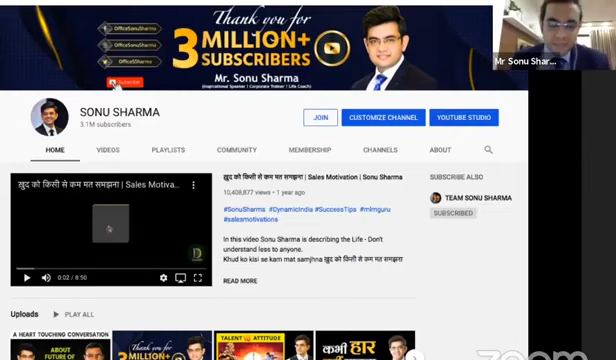 Thank you for
3 MILLION+
SUBSCRIBERS
Mr. Sonu Sharma
(Inspirational Speaker | Corporate Trainer | Life Coach)
OfficeSonuSharma
OfficeSonuSharma
OfficeSSharma
Subscribe
Mr Sonu Shar...
SONU SHARMA
3.1M subscribers
JOIN
CUSTOMIZE CHANNEL
YOUTUBE STUDIO
HOME
VIDEOS
PLAYLISTS
COMMUNITY
MEMBERSHIP
CHANNELS
ABOUT
ख़ुद को किसी से कम मत समझना | Sales Motiva...
0:02 / 8:50
ख़ुद को किसी से कम मत समझना | Sales Motivation | Sonu Sharma
10,408,877 views • 1 year ago
#SonuSharma #DynamicIndia #SuccessTips #mlmguru
#salesmotivations
In this video Sonu Sharma is describing the Life - Don't
understand less to anyone.
Khud ko kisi se kam mat samjhna ख़ुद को किसी से कम मत समझना
READ MORE
SUBSCRIBE ALSO
TEAM SONU SHARMA
SUBSCRIBED
Uploads
PLAY ALL
A HEART TOUCHING CONVERSATION
ABOUT
FUTURE OF
Thank you for
MILLION+
TALENT
ATTITUDE
कभी हार
zoom